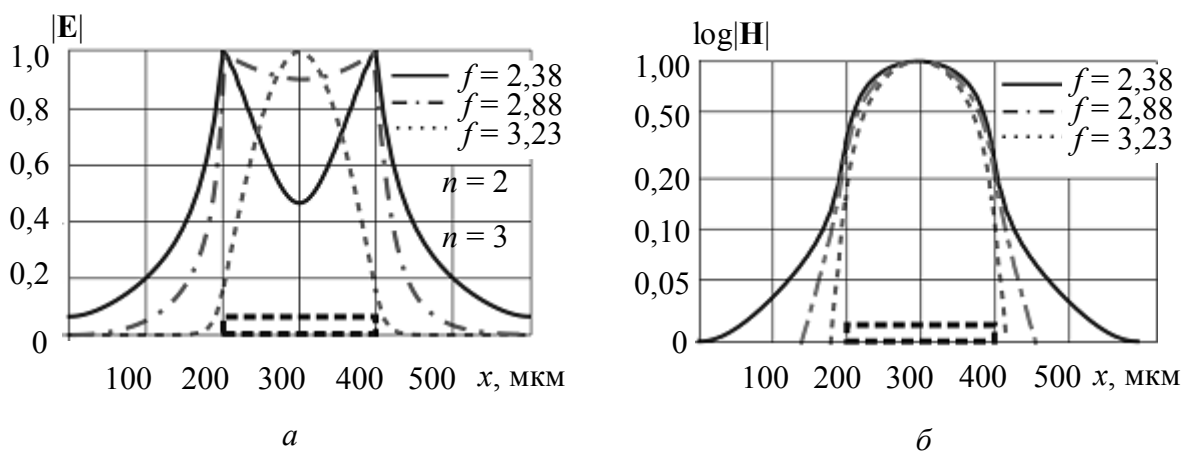 |E|
1,0
0,8
0,6
0,4
0,2
0
f = 2,38
f = 2,88
f = 3,23
n = 2
n = 3
100 200 300 400 500 x, мкм
а
log|H|
1,00
0,50
0,20
0,10
0,05
0
f = 2,38
f = 2,88
f = 3,23
100 200 300 400 500 x, мкм
б